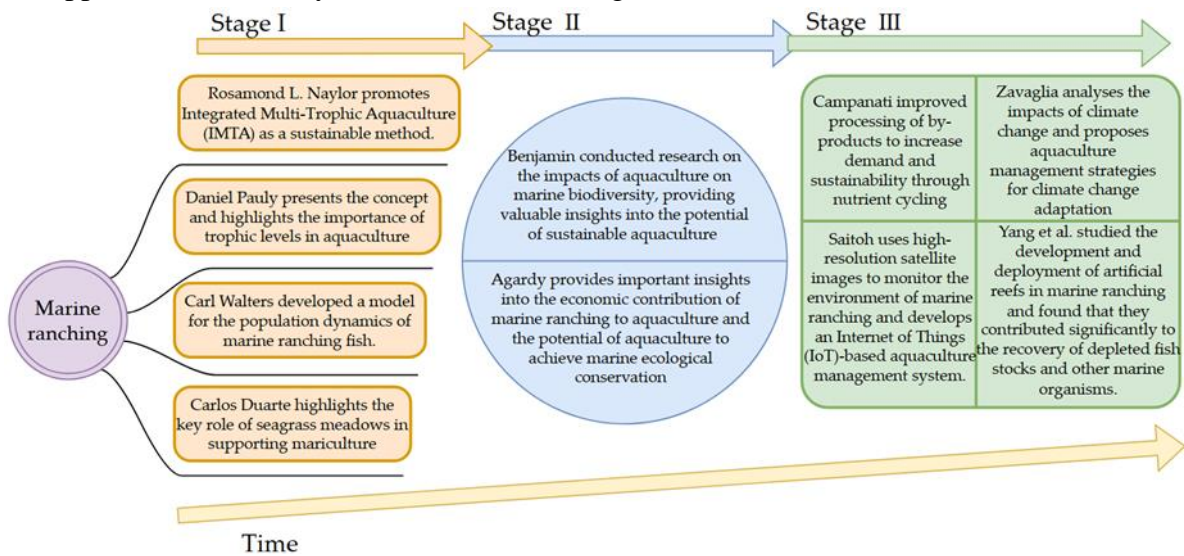 Stage I
Stage II
Stage III
Rosamond L. Naylor promotes
Integrated Multi-Trophic Aquaculture
(IMTA) as a sustainable method.
Daniel Pauly presents the concept
and highlights the importance of
trophic levels in aquaculture
Marine
ranching
Carl Walters developed a model
for the population dynamics of
marine ranching fish.
Carlos Duarte highlights the
key role of seagrass meadows in
supporting mariculture
Benjamin conducted research on
the impacts of aquaculture on
marine biodiversity, providing
valuable insights into the potential
of sustainable aquaculture
Agardy provides important insights
into the economic contribution of
marine ranching to aquaculture and
the potential of aquaculture to
achieve marine ecological
conservation
Campanati improved
processing of by-
products to increase
demand and
sustainability through
nutrient cycling
Zavaglia analyses the
impacts of climate
change and proposes
aquaculture
management strategies
for climate change
adaptation
Saitoh uses high-
resolution satellite
images to monitor the
environment of marine
ranching and develops
an Internet of Things
(IoT)-based aquaculture
management system.
Yang et al. studied the
development and
deployment of artificial
reefs in marine ranching
and found that they
contributed significantly to
the recovery of depleted fish
stocks and other marine
organisms.
Time